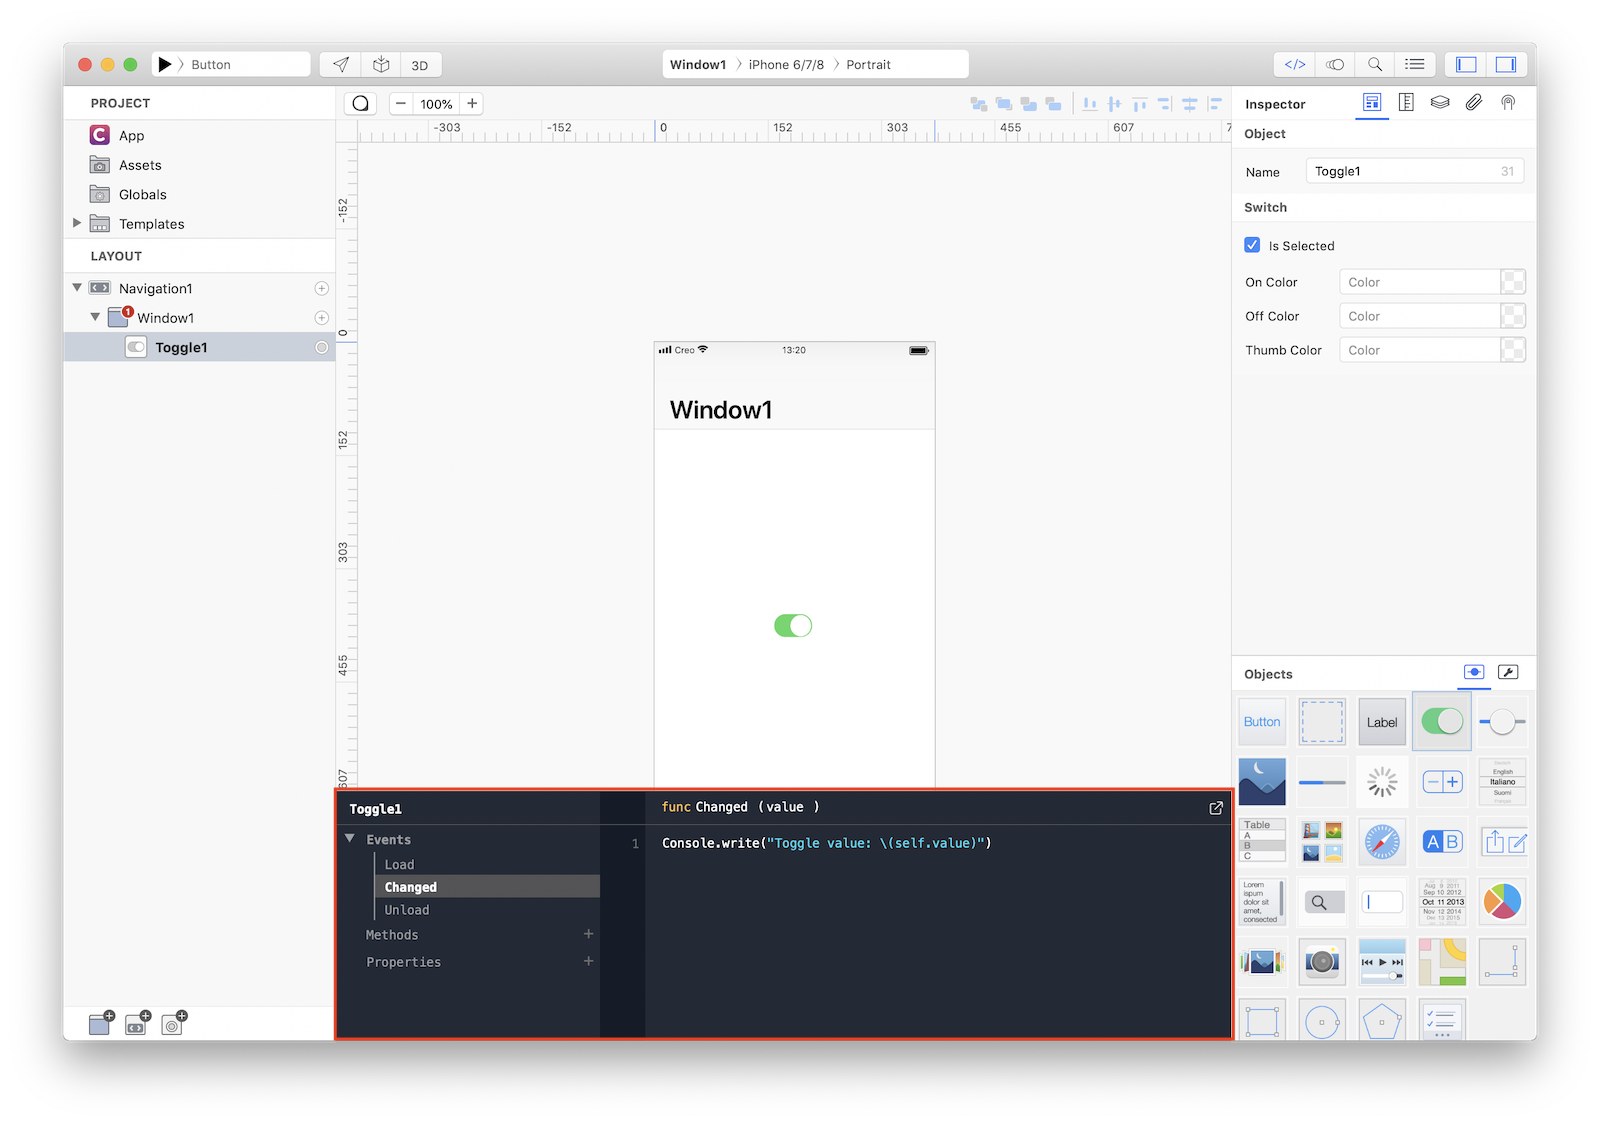 Button
3D
Window1 iPhone 6/7/8 Portrait
</>
PROJECT
App
Assets
Globals
Templates
LAYOUT
Navigation1
1
Window1
Toggle1
100%
-303 -152 0 152 303 455 607
-152
0
152
303
455
607
Creo 13:20
Window1
Inspector
Object
Name Toggle1 31
Switch
Is Selected
On Color Color
Off Color Color
Thumb Color Color
Objects
Button
Label
English
Italiano
Suomi
Table
A
B
C
A B
Lorem
ispum
dolor sit
amet,
consected
Aug 9 2011
Sep 10 2012
Oct 11 2013
Nov 12 2014
Dec 13 2015
Toggle1
Events
Load
Changed
Unload
Methods
Properties
func Changed (value )
1 Console.write("Toggle value: \(self.value)")